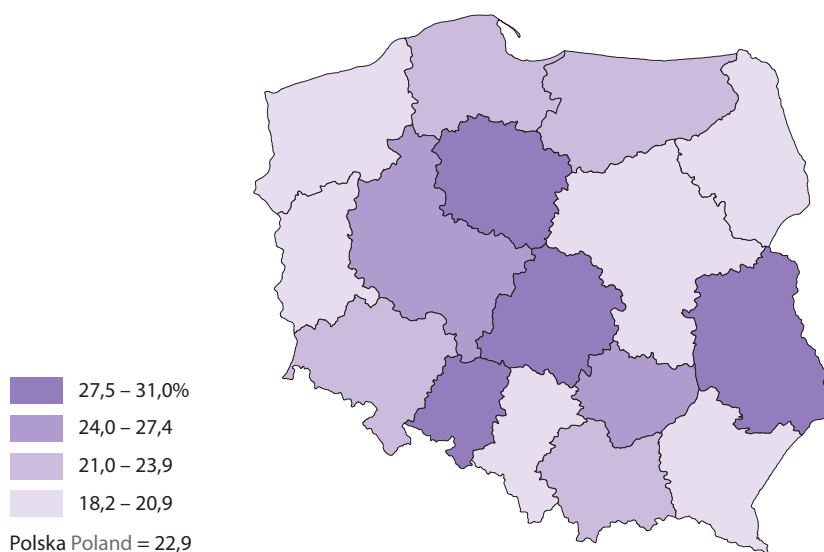 27,5 – 31,0%
24,0 – 27,4
21,0 – 23,9
18,2 – 20,9
Polska Poland = 22,9